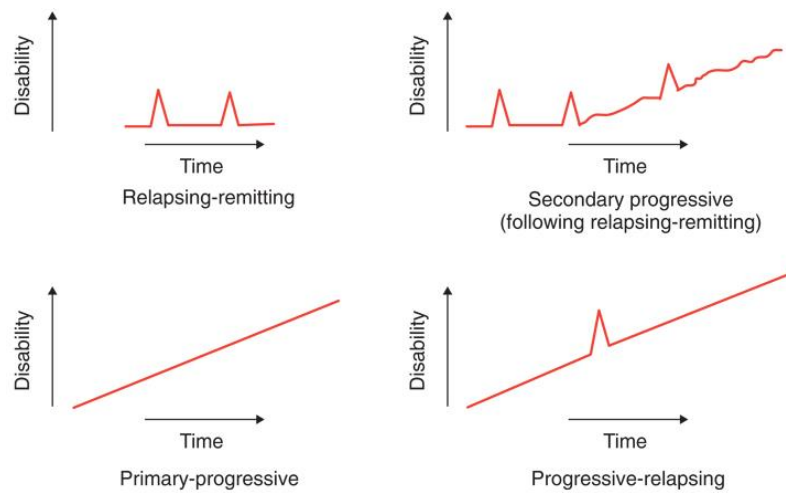 Disability
Time
Relapsing-remitting
Disability
Time
Secondary progressive
(following relapsing-remitting)
Disability
Time
Primary-progressive
Disability
Time
Progressive-relapsing